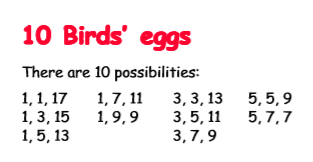 10 Birds' eggs
There are 10 possibilities:
1, 1, 17 1, 7, 11 3, 3, 13 5, 5, 9
1, 3, 15 1, 9, 9 3, 5, 11 5, 7, 7
1, 5, 13 3, 7, 9